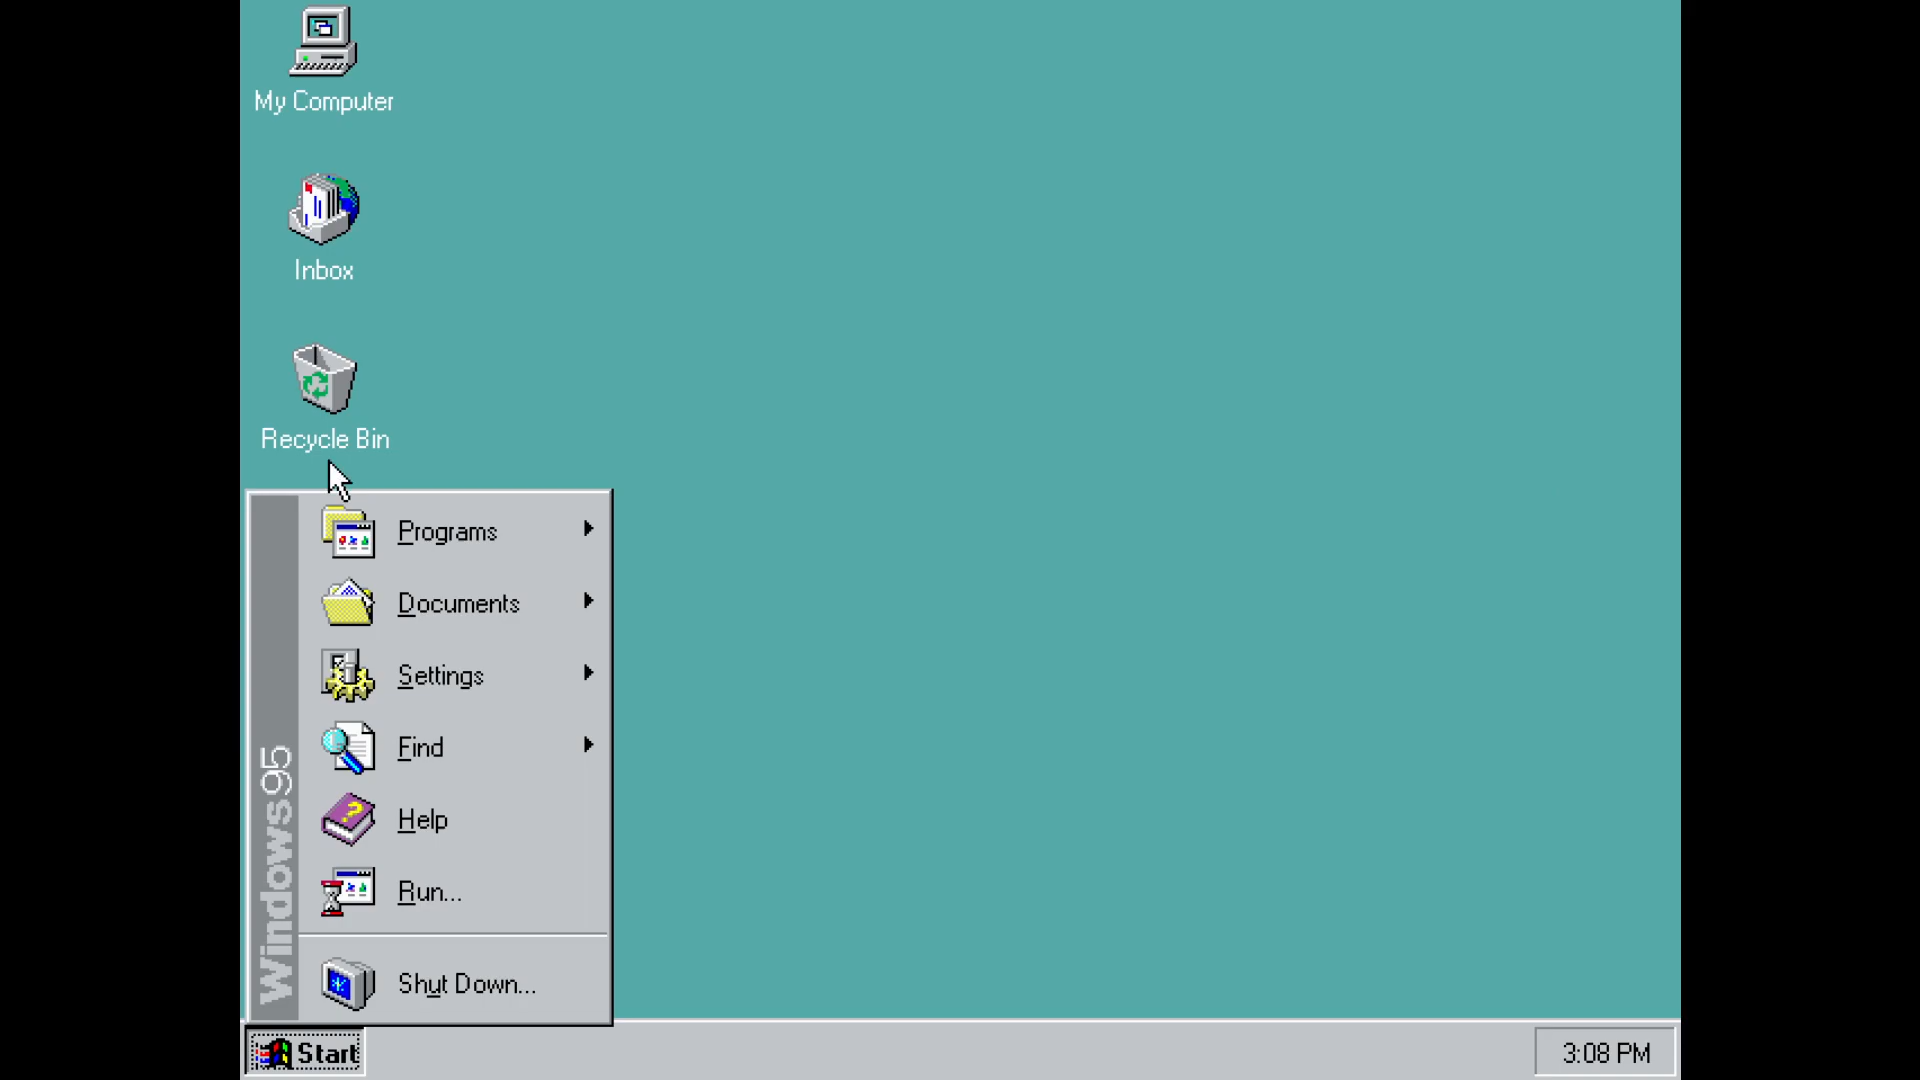 My Computer
Inbox
Recycle Bin
Programs
Documents
Settings
Find
Help
Run...
Shut Down...
Windows95
Start
3:08 PM